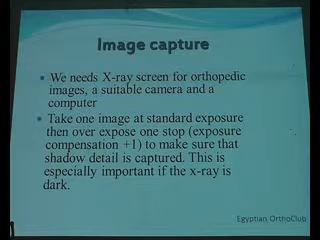 Image capture
We needs X-ray screen for orthopedic
images, a suitable camera and a
computer
Take one image at standard exposure
then over expose one stop (exposure
compensation +1) to make sure that
shadow detail is captured. This is
especially important if the x-ray is
dark.
Egyptian OrthoClub